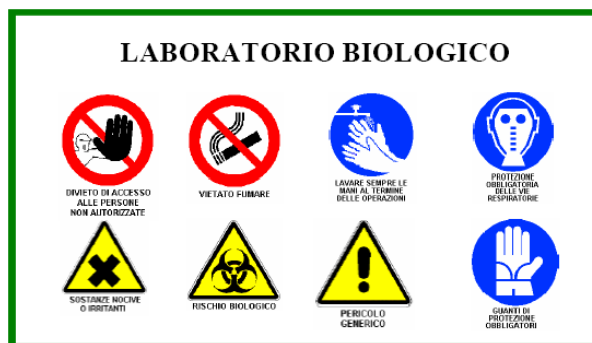 LABORATORIO BIOLOGICO
DIVIETO DI ACCESSO
ALLE PERSONE
NON AUTORIZZATE
VIETATO FUMARE
LAVARE SEMPRE LE
MANI AL TERMINE
DELLE OPERAZIONI
PROTEZIONE
OBBLIGATORIA
DELLE VIE
RESPIRATORIE
SOSTANZE NOCIVE
O IRRITANTI
RISCHIO BIOLOGICO
PERICOLO
GENERICO
GUANTI DI
PROTEZIONE
OBBLIGATORI